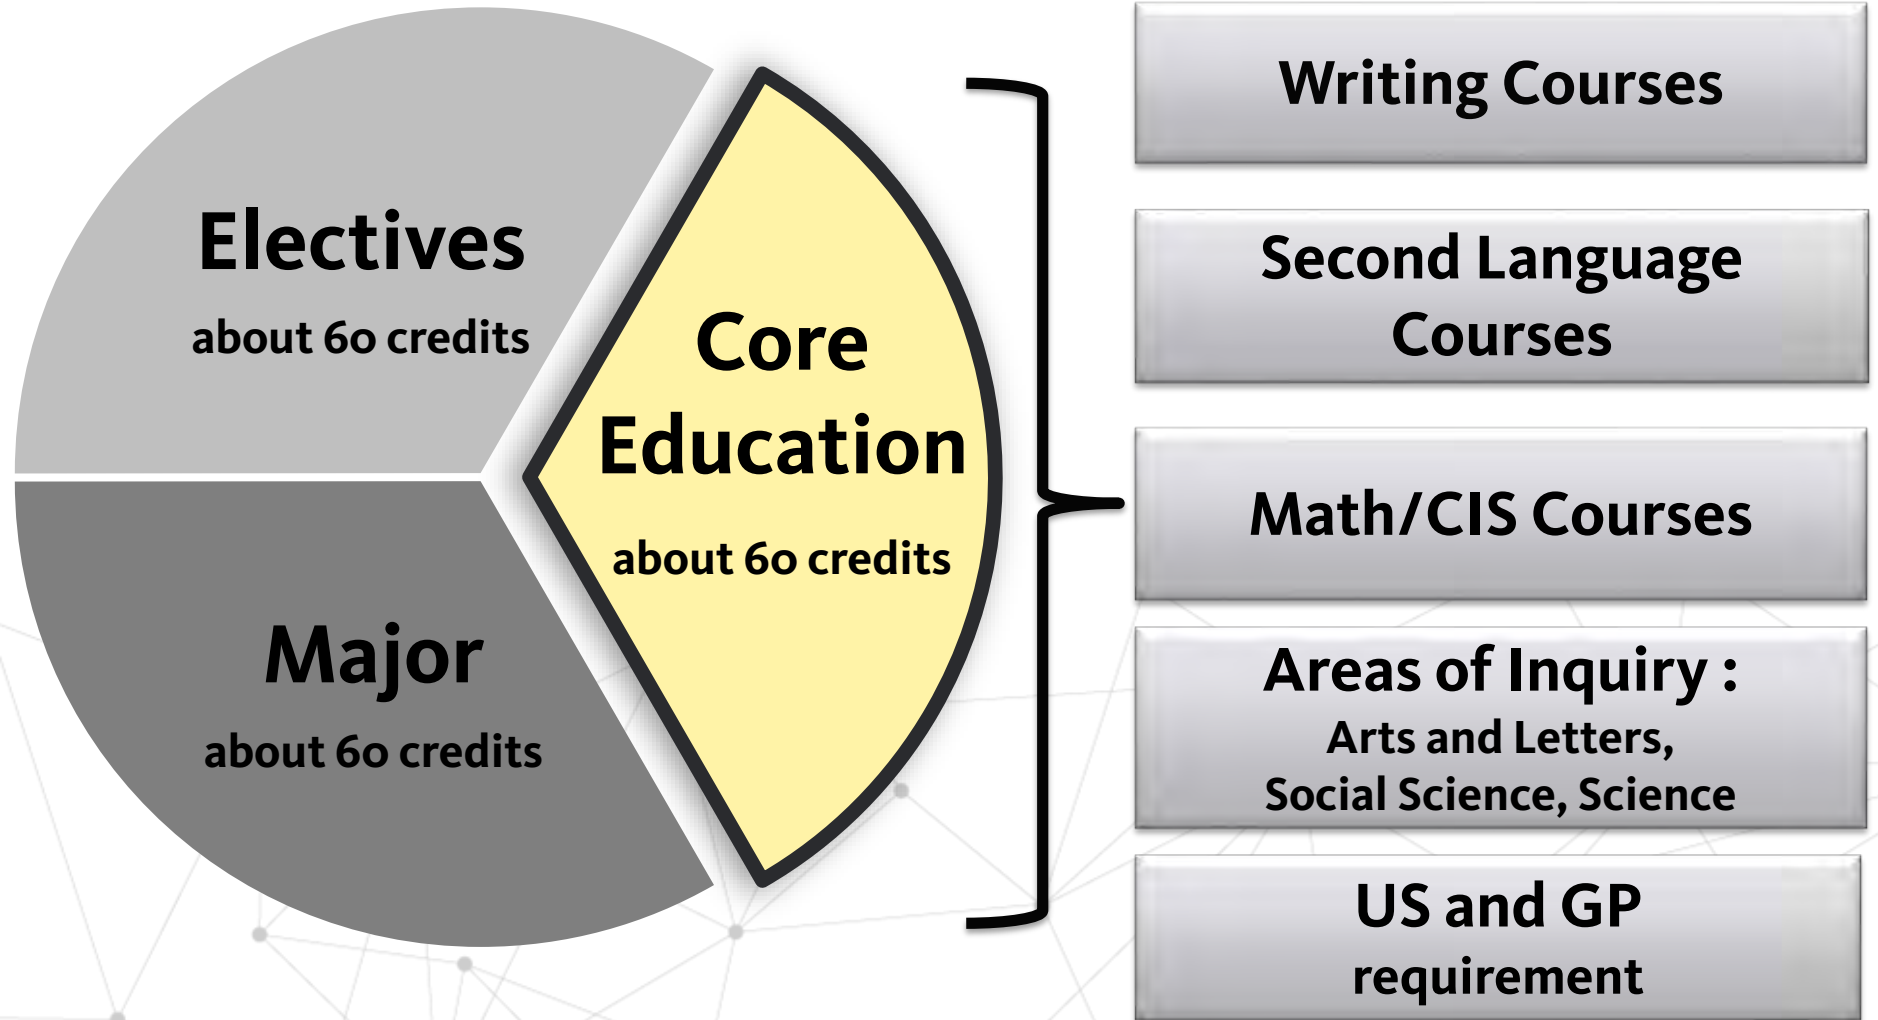 Electives
about 60 credits
Core
Education
about 60 credits
Major
about 60 credits
Writing Courses
Second Language
Courses
Math/CIS Courses
Areas of Inquiry :
Arts and Letters,
Social Science, Science
US and GP
requirement